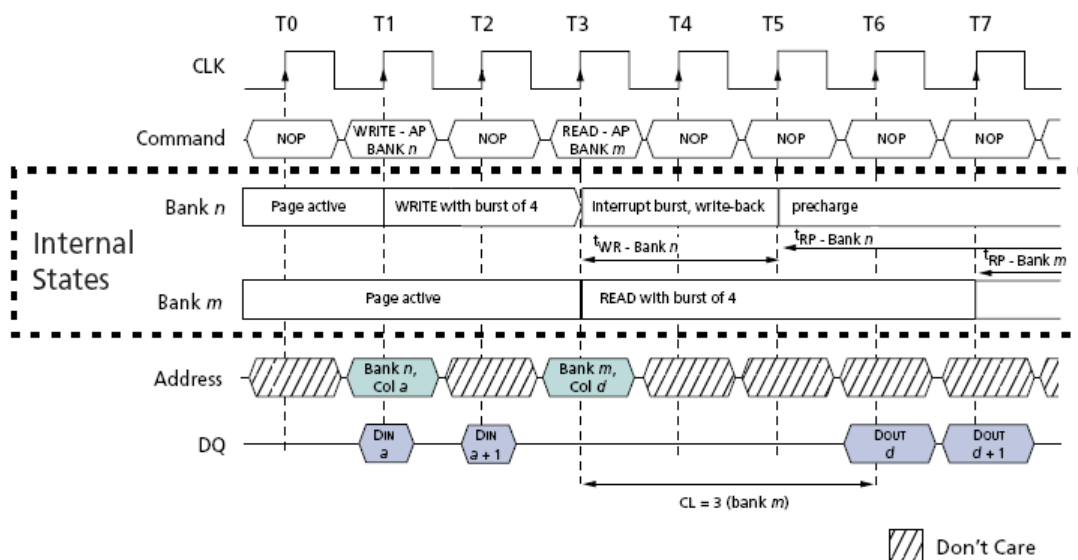 T0 T1 T2 T3 T4 T5 T6 T7
CLK
Command NOP WRITE - AP BANK n NOP READ - AP BANK m NOP NOP NOP NOP
Internal States
Bank n Page active WRITE with burst of 4 Interrupt burst, write-back precharge
tWR - Bank n tRP - Bank n
tRP - Bank m
Bank m Page active READ with burst of 4
Address Bank n, Col a Bank m, Col d
DQ DIN a DIN a + 1 DOUT d DOUT d + 1
CL = 3 (bank m)
Don't Care